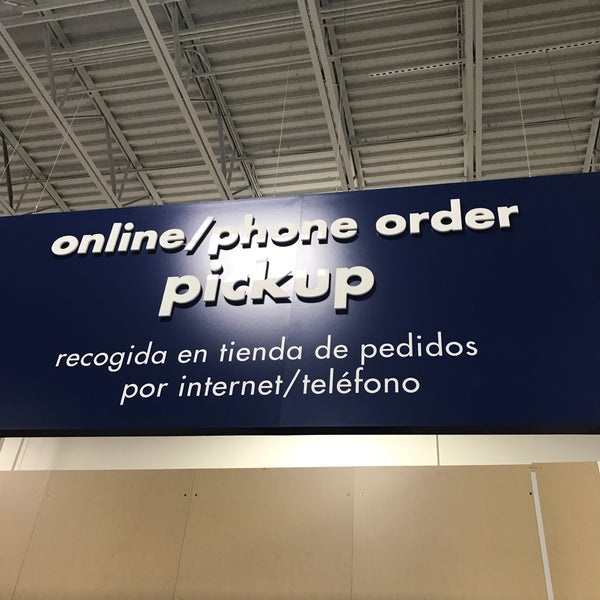 online/phone order
pickup
recogida en tienda de pedidos
por internet/teléfono